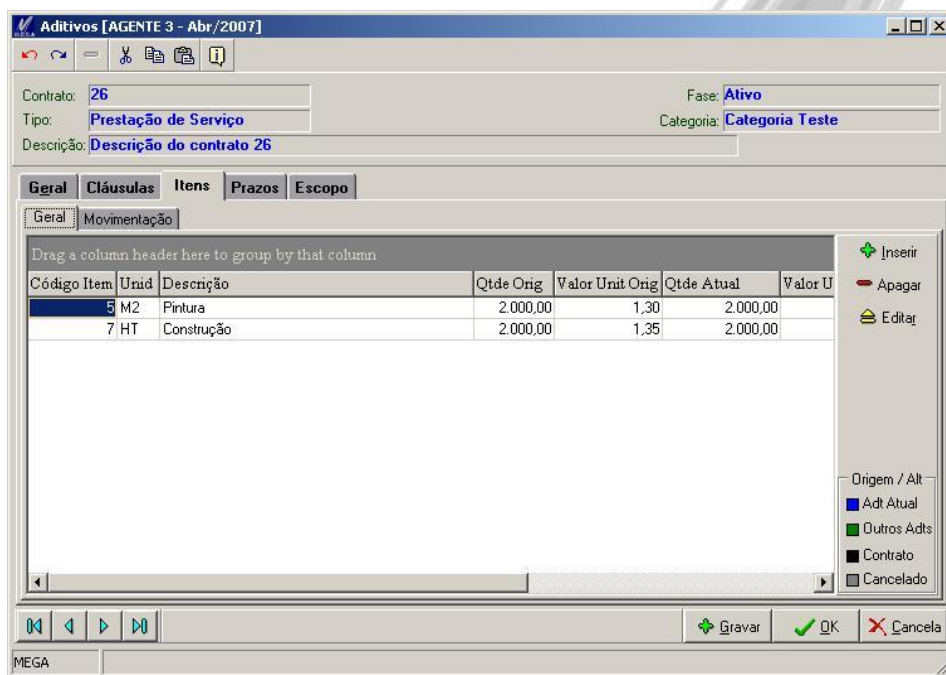 Aditivos [AGENTE 3 - Abr/2007]
Contrato: 26 Fase: Ativo
Tipo: Prestação de Serviço Categoria: Categoria Teste
Descrição: Descrição do contrato 26
Geral Cláusulas Itens Prazos Escopo
Geral Movimentação
Drag a column header here to group by that column
Código Item Unid Descrição Qtde Orig Valor Unit Orig Qtde Atual Valor U
5 M2 Pintura 2.000,00 1,30 2.000,00
7 HT Construção 2.000,00 1,35 2.000,00
Inserir
Apagar
Editar
Origem / Alt
Adt Atual
Outros Adts
Contrato
Cancelado
Gravar OK Cancela
MEGA